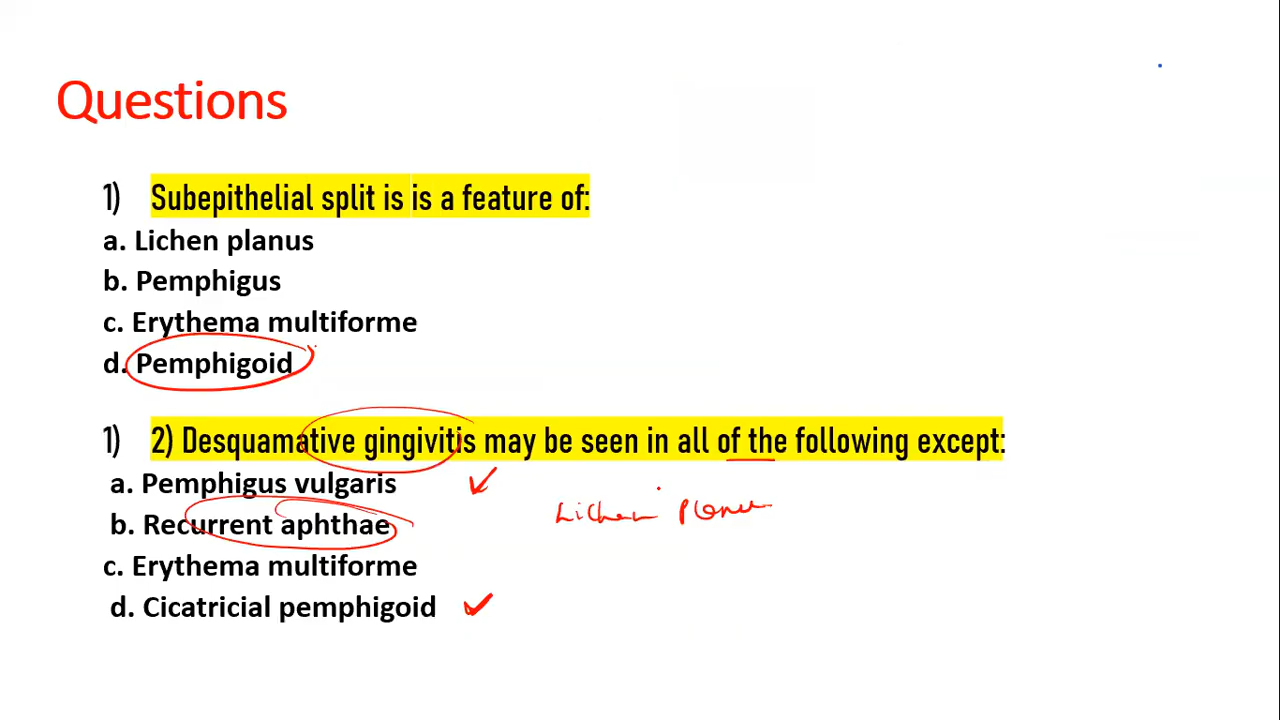 Questions
1) Subepithelial split is is a feature of:
a. Lichen planus
b. Pemphigus
c. Erythema multiforme
d. Pemphigoid
1) 2) Desquamative gingivitis may be seen in all of the following except:
a. Pemphigus vulgaris
Lichen Planus
b. Recurrent aphthae
c. Erythema multiforme
d. Cicatricial pemphigoid